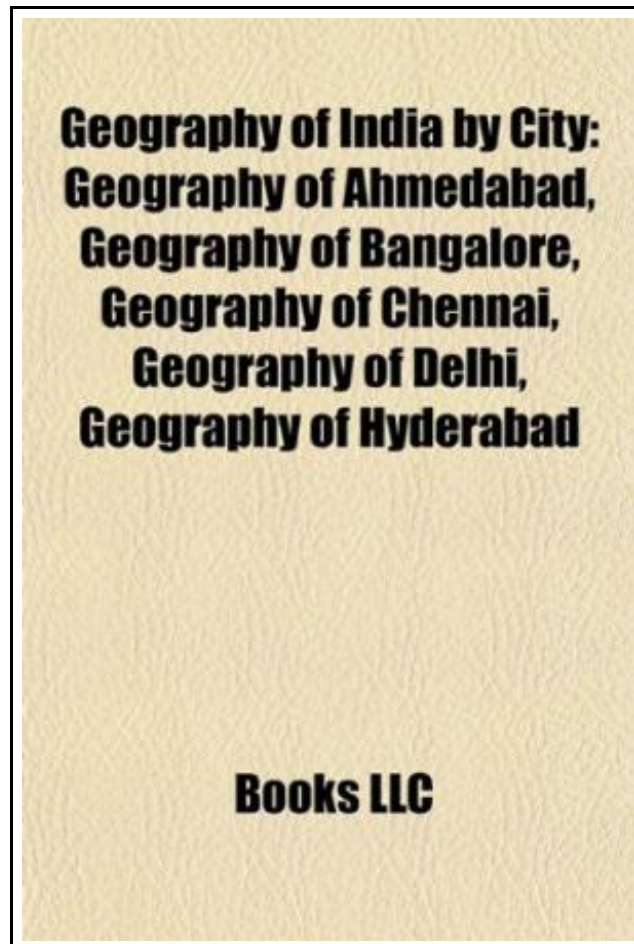 Geography of India by City:
Geography of Ahmedabad,
Geography of Bangalore,
Geography of Chennai,
Geography of Delhi,
Geography of Hyderabad
Books LLC